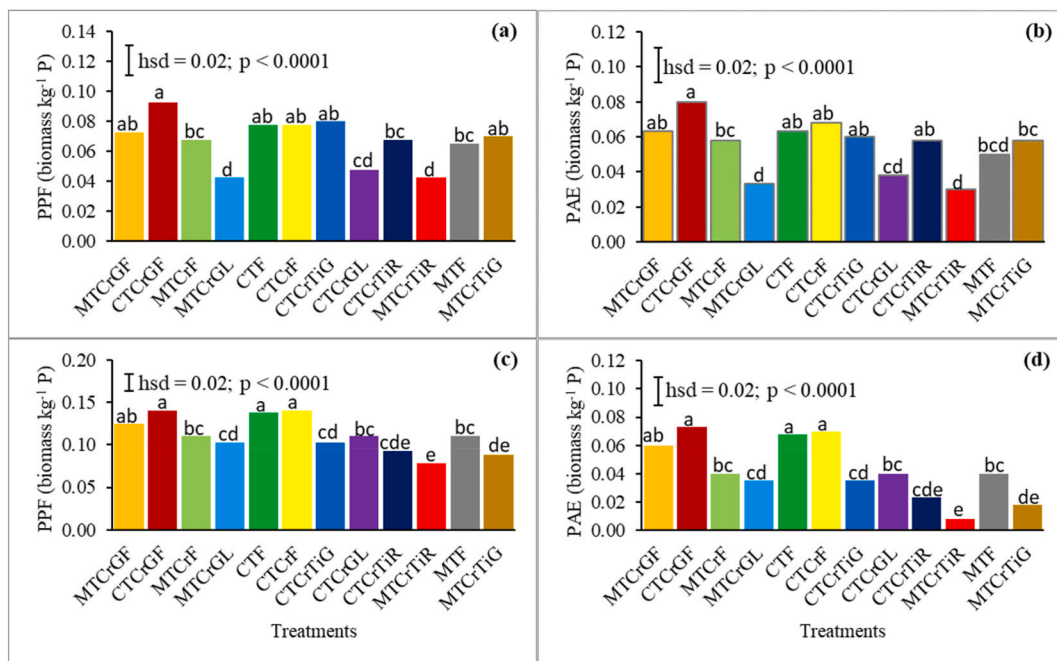 (a)
PPF (biomass kg-1 P)
0.14
0.12
0.10
0.08
0.06
0.04
0.02
0.00
hsd = 0.02; p < 0.0001
ab
a
bc
d
ab
ab
ab
cd
bc
d
bc
ab
MTCrGF
CTCrGF
MTCrF
MTCrGL
CTF
CTCrF
CTCrTiG
CTCrGL
CTCrTiR
MTCrTiR
MTF
MTCrTiG
(b)
PAE (biomass kg-1 P)
0.12
0.10
0.08
0.06
0.04
0.02
0.00
hsd = 0.02; p < 0.0001
ab
a
bc
d
ab
ab
ab
cd
ab
d
bcd
bc
MTCrGF
CTCrGF
MTCrF
MTCrGL
CTF
CTCrF
CTCrTiG
CTCrGL
CTCrTiR
MTCrTiR
MTF
MTCrTiG
(c)
PPF (biomass kg-1 P)
0.20
0.15
0.10
0.05
0.00
hsd = 0.02; p < 0.0001
ab
a
bc
cd
a
a
cd
bc
cde
e
bc
de
MTCrGF
CTCrGF
MTCrF
MTCrGL
CTF
CTCrF
CTCrTiG
CTCrGL
CTCrTiR
MTCrTiR
MTF
MTCrTiG
Treatments
(d)
PAE (biomass kg-1 P)
0.12
0.10
0.08
0.06
0.04
0.02
0.00
hsd = 0.02; p < 0.0001
ab
a
bc
cd
a
a
cd
bc
cde
e
bc
de
MTCrGF
CTCrGF
MTCrF
MTCrGL
CTF
CTCrF
CTCrTiG
CTCrGL
CTCrTiR
MTCrTiR
MTF
MTCrTiG
Treatments